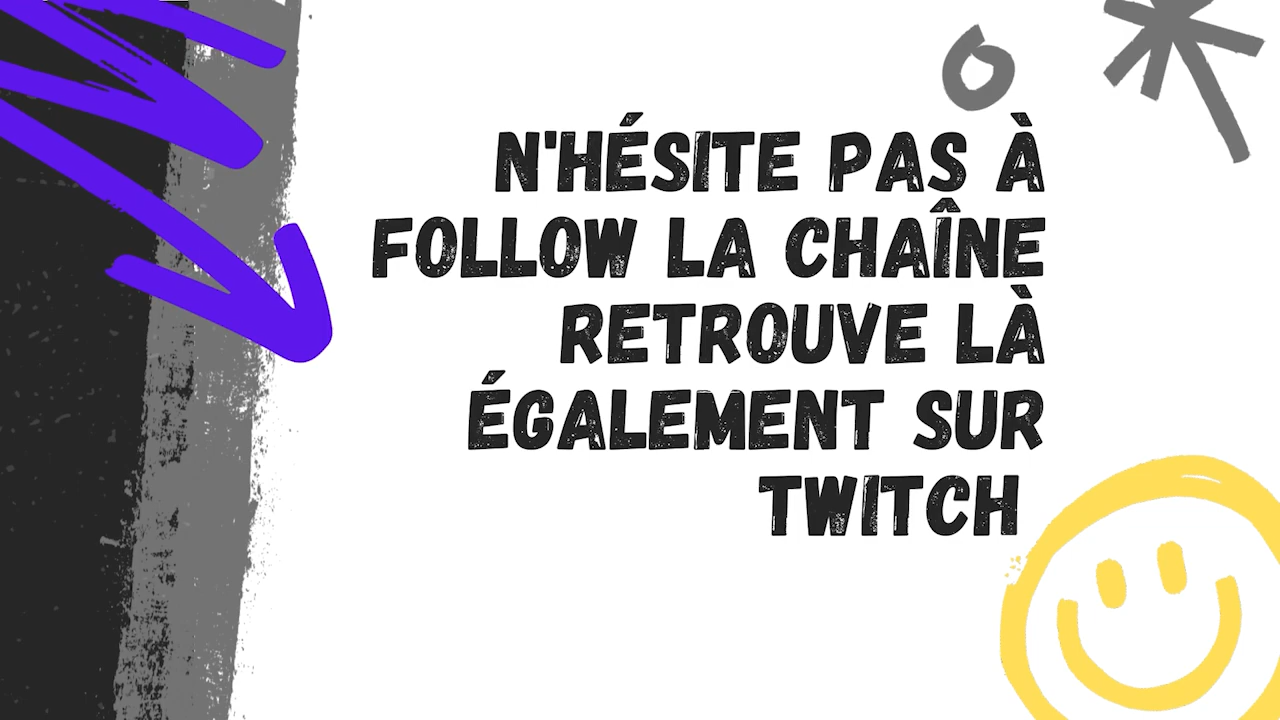 N'HÉSITE PAS À
FOLLOW LA CHAÎNE
RETROUVE LÀ
ÉGALEMENT SUR
TWITCH